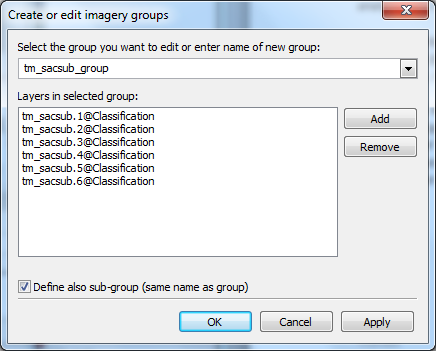 Create or edit imagery groups
Select the group you want to edit or enter name of new group:
tm_sacsub_group
Layers in selected group:
tm_sacsub.1@Classification
tm_sacsub.2@Classification
tm_sacsub.3@Classification
tm_sacsub.4@Classification
tm_sacsub.5@Classification
tm_sacsub.6@Classification
Add
Remove
Define also sub-group (same name as group)
OK
Cancel
Apply